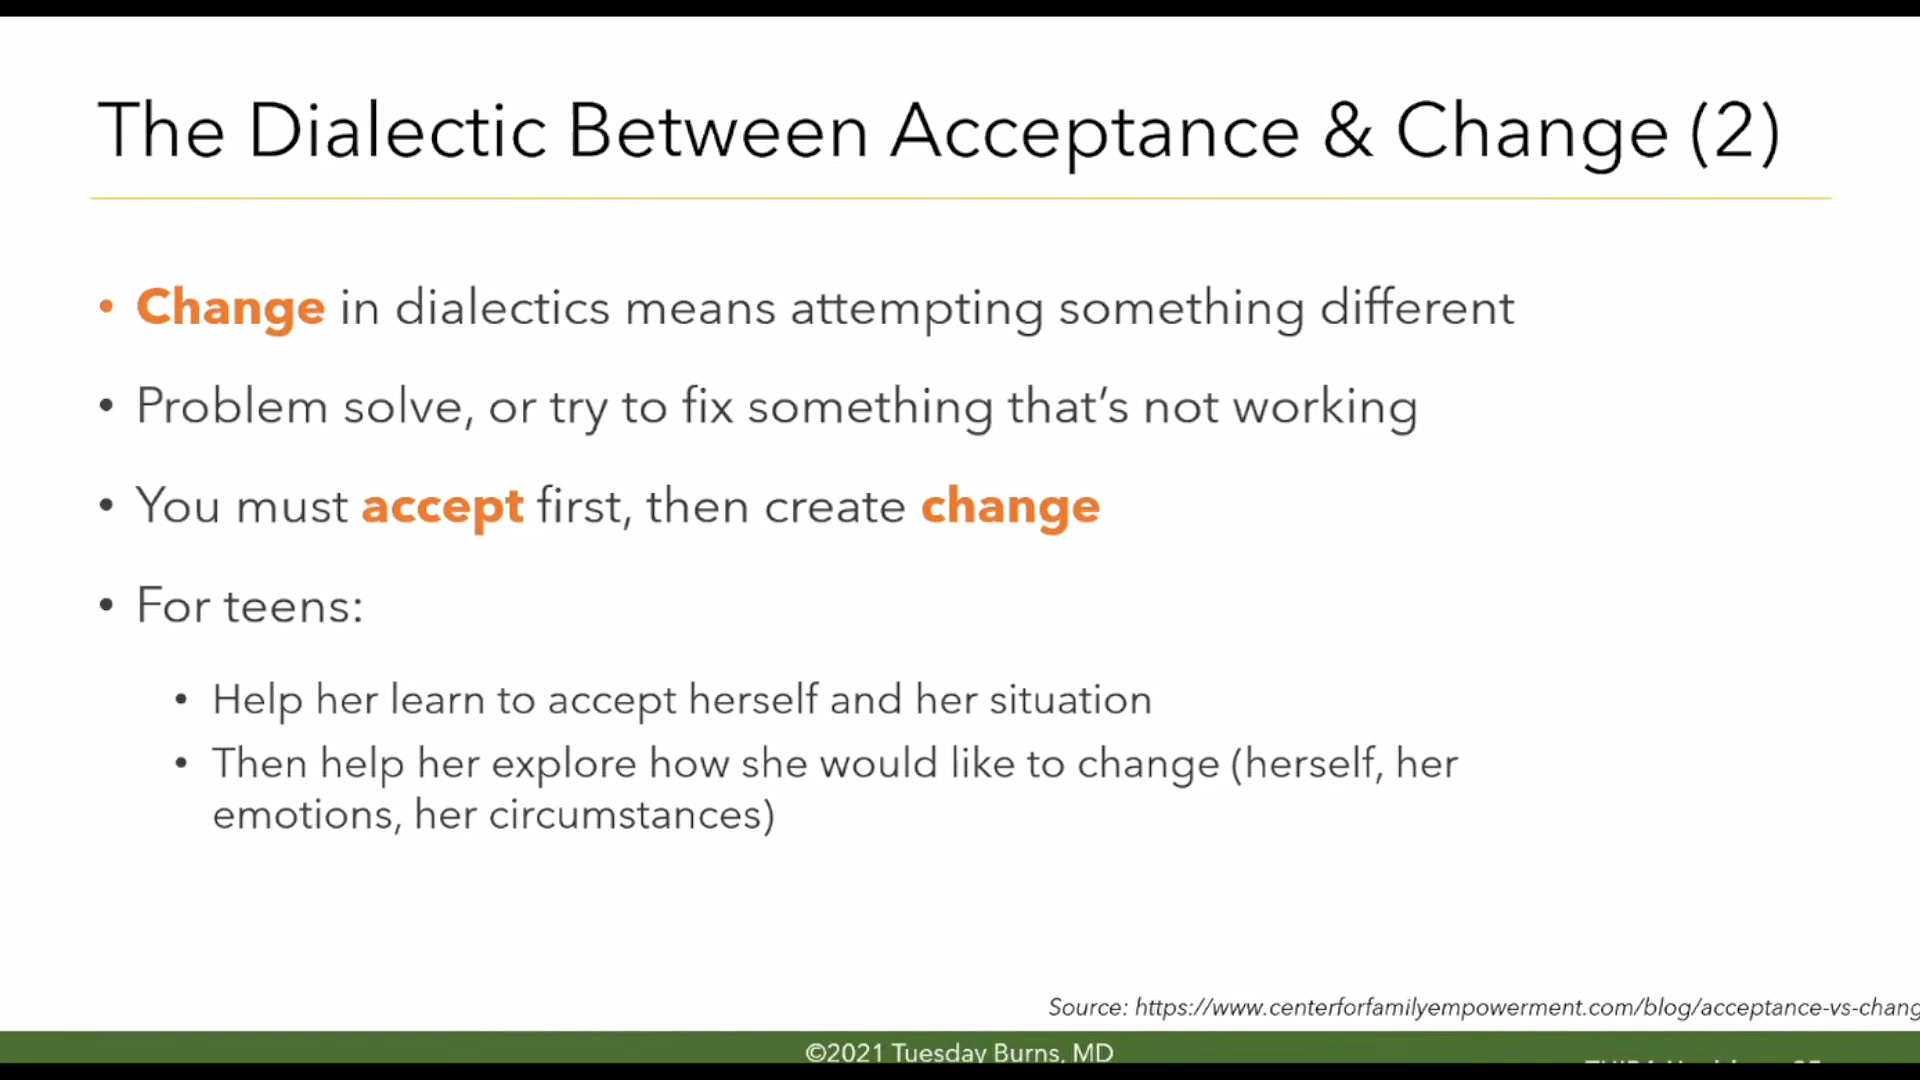 The Dialectic Between Acceptance & Change (2)
• Change in dialectics means attempting something different
• Problem solve, or try to fix something that’s not working
• You must accept first, then create change
• For teens:
• Help her learn to accept herself and her situation
• Then help her explore how she would like to change (herself, her
emotions, her circumstances)
Source: https://www.centerforfamilyempowerment.com/blog/acceptance-vs-chang
©2021 Tuesday Burns, MD